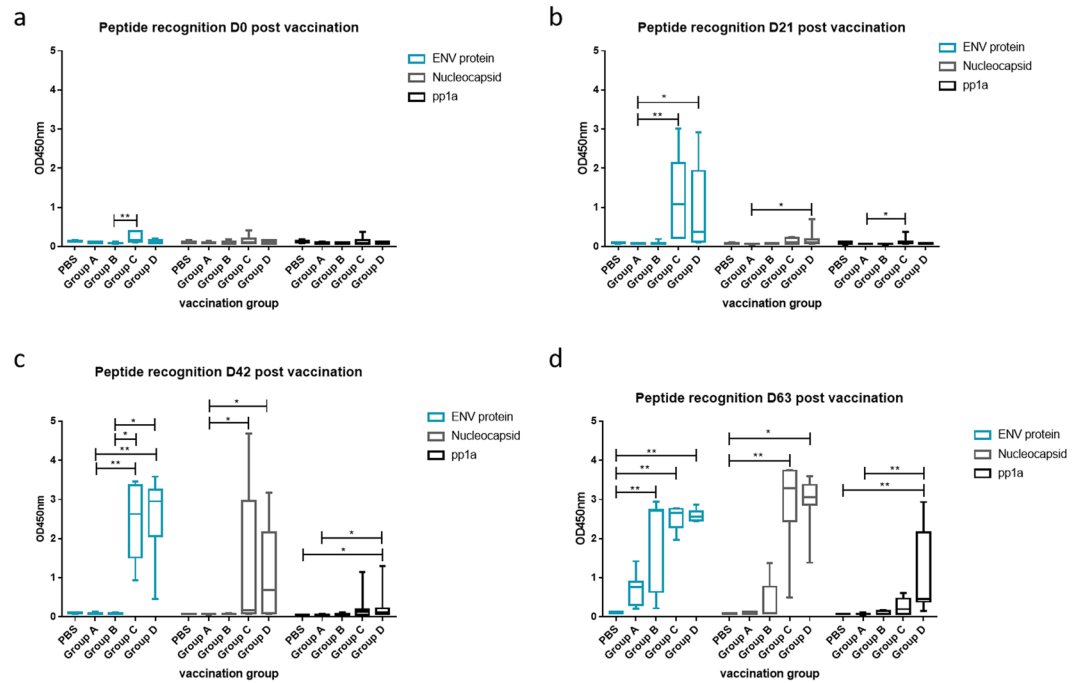 a
Peptide recognition D0 post vaccination
5
4
3
2
1
0
OD450nm
**
PBS
Group A
Group B
Group C
Group D
PBS
Group A
Group B
Group C
Group D
PBS
Group A
Group B
Group C
Group D
vaccination group
ENV protein
Nucleocapsid
pp1a
b
Peptide recognition D21 post vaccination
5
4
3
2
1
0
OD450nm
*
**
*
*
PBS
Group A
Group B
Group C
Group D
PBS
Group A
Group B
Group C
Group D
PBS
Group A
Group B
Group C
Group D
vaccination group
ENV protein
Nucleocapsid
pp1a
c
Peptide recognition D42 post vaccination
5
4
3
2
1
0
OD450nm
*
*
**
**
*
*
*
*
PBS
Group A
Group B
Group C
Group D
PBS
Group A
Group B
Group C
Group D
PBS
Group A
Group B
Group C
Group D
vaccination group
ENV protein
Nucleocapsid
pp1a
d
Peptide recognition D63 post vaccination
5
4
3
2
1
0
OD450nm
**
**
**
*
**
**
**
PBS
Group A
Group B
Group C
Group D
PBS
Group A
Group B
Group C
Group D
PBS
Group A
Group B
Group C
Group D
vaccination group
ENV protein
Nucleocapsid
pp1a